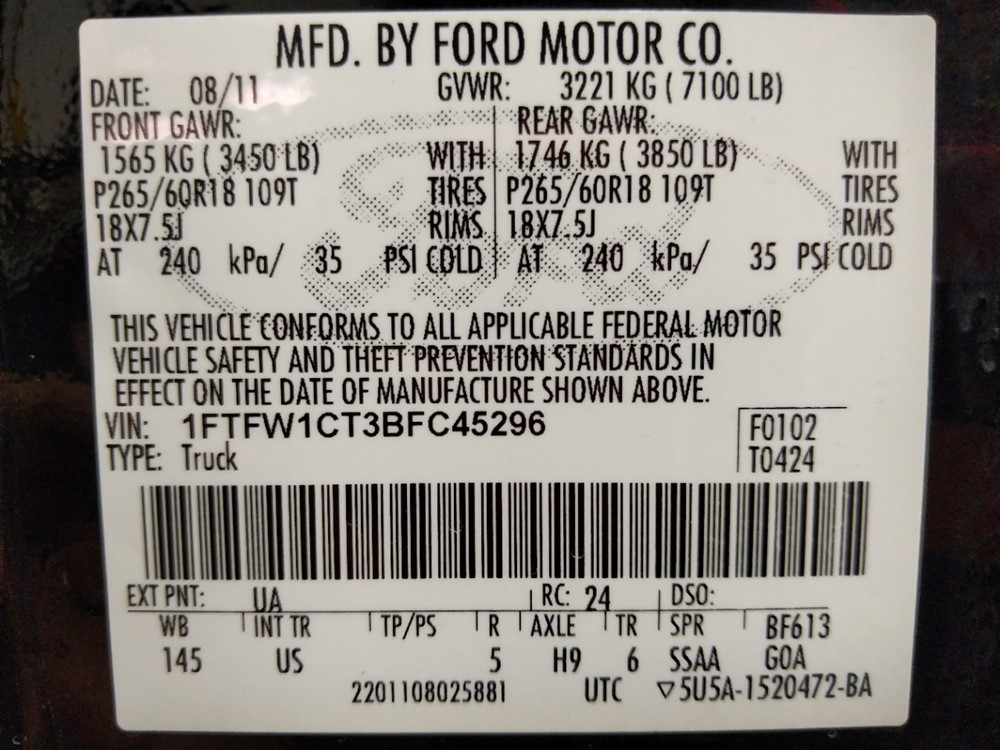 MFD. BY FORD MOTOR CO.
DATE: 08/11 GVWR: 3221 KG ( 7100 LB)
FRONT GAWR: REAR GAWR:
1565 KG ( 3450 LB) WITH 1746 KG ( 3850 LB) WITH
P265/60R18 109T TIRES P265/60R18 109T TIRES
18X7.5J RIMS 18X7.5J RIMS
AT 240 kPa/ 35 PSI COLD AT 240 kPa/ 35 PSI COLD
Ford
THIS VEHICLE CONFORMS TO ALL APPLICABLE FEDERAL MOTOR
VEHICLE SAFETY AND THEFT PREVENTION STANDARDS IN
EFFECT ON THE DATE OF MANUFACTURE SHOWN ABOVE.
VIN: 1FTFW1CT3BFC45296 F0102
TYPE: Truck T0424
EXT PNT: UA RC: 24 DSO:
WB INT TR TP/PS R AXLE TR SPR BF613
145 US 5 H9 6 SSAA GOA
2201108025881 UTC ▽5U5A-1520472-BA